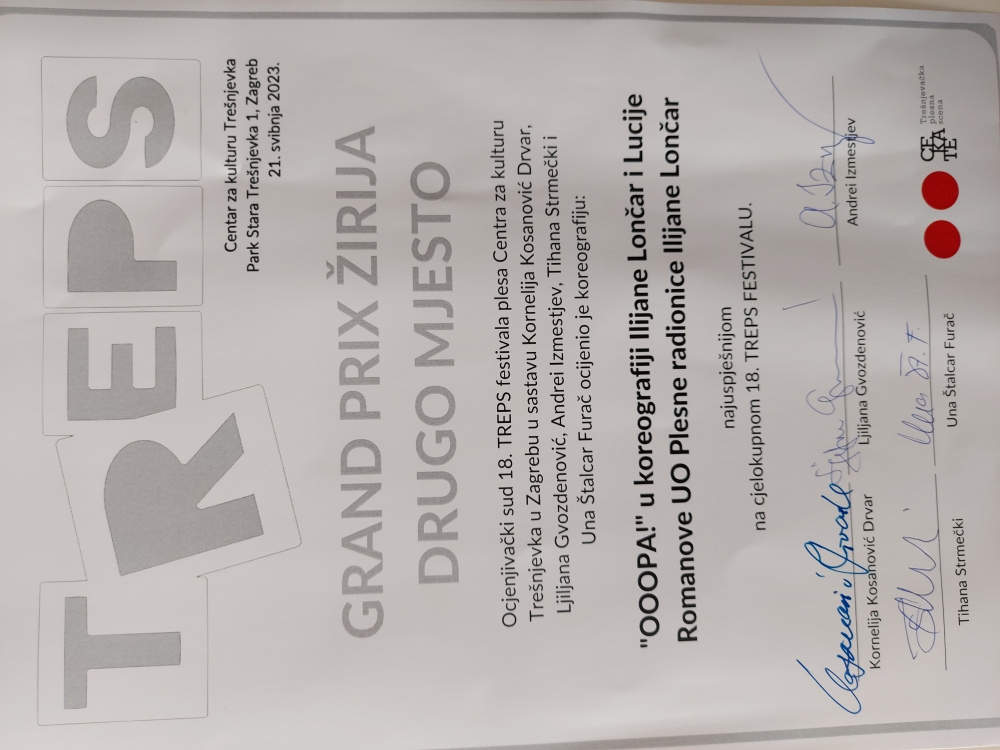 TREPS
Centar za kulturu Trešnjevka
Park Stara Trešnjevka 1, Zagreb
21. svibnja 2023.
GRAND PRIX ŽIRIJA
DRUGO MJESTO
Ocjenjivački sud 18. TREPS festivala plesa Centra za kulturu
Trešnjevka u Zagrebu u sastavu Kornelija Kosanović Drvar,
Ljiljana Gvozdenović, Andrei Izmestjev, Tihana Strmečki i
Una Štalcar Furač ocijenio je koreografiju:
"OOOPA!" u koreografiji Ilijane Lončar i Lucije
Romanove UO Plesne radionice Ilijane Lončar
najuspješnijom
na cjelokupnom 18. TREPS FESTIVALU.
Kornelija Kosanović Drvar
Ljiljana Gvozdenović
Andrei Izmestjev
Tihana Strmečki
Una Štalcar Furač
CE
KA
TE
Trešnjevačka
plesna
scena